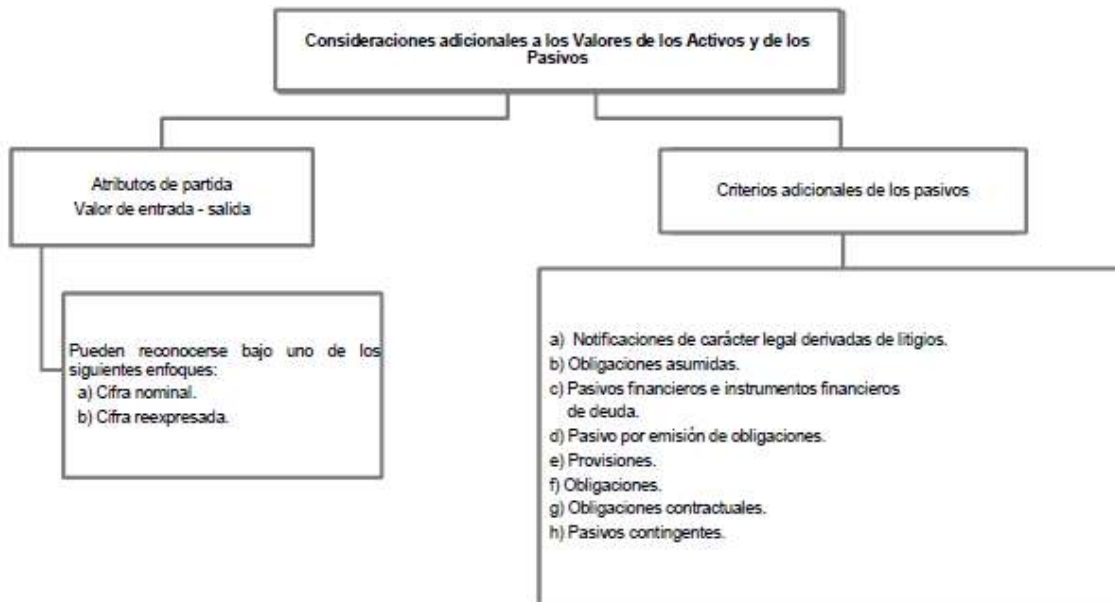 Consideraciones adicionales a los Valores de los Activos y de los
Pasivos
Atributos de partida
Valor de entrada - salida
Criterios adicionales de los pasivos
Pueden reconocerse bajo uno de los
siguientes enfoques:
a) Cifra nominal.
b) Cifra reexpresada.
a) Notificaciones de carácter legal derivadas de litigios.
b) Obligaciones asumidas.
c) Pasivos financieros e instrumentos financieros
de deuda.
d) Pasivo por emisión de obligaciones.
e) Provisiones.
f) Obligaciones.
g) Obligaciones contractuales.
h) Pasivos contingentes.